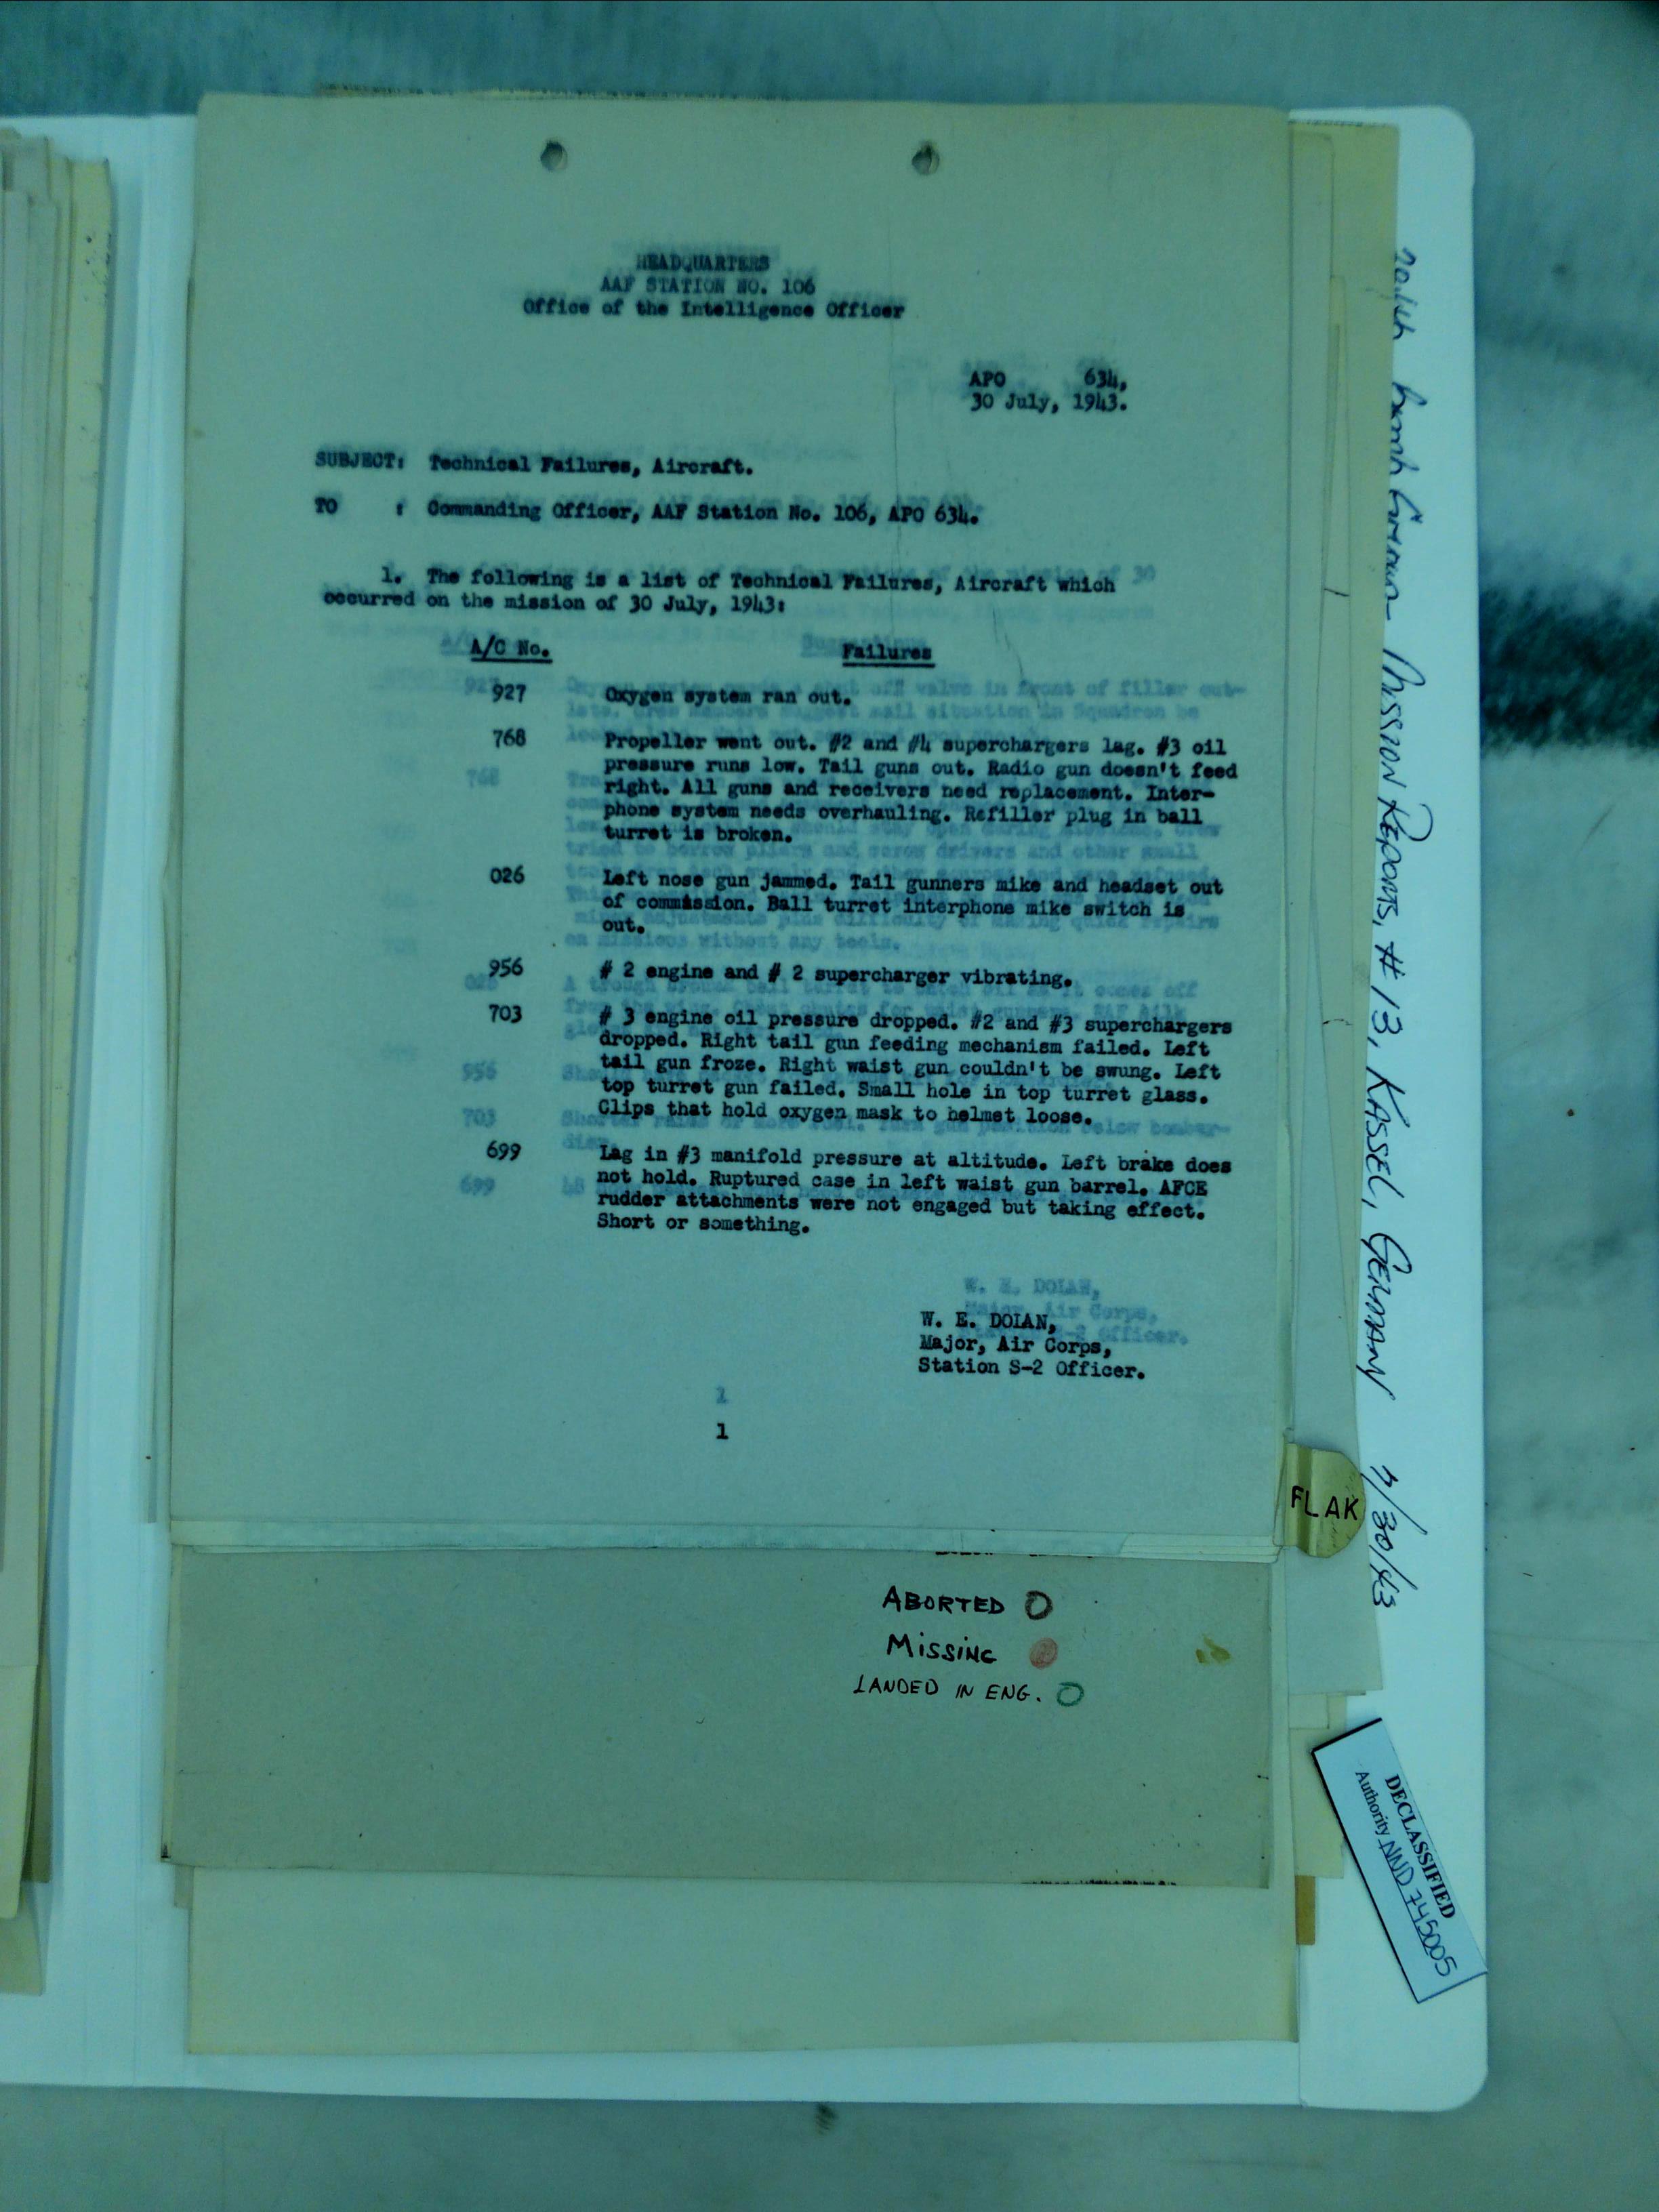 HEADQUARTERS
AAF STATION NO. 106
Office of the Intelligence Officer
APO 634,
30 July, 1943.
SUBJECT: Technical Failures, Aircraft.
TO : Commanding Officer, AAF Station No. 106, APO 634.
1. The following is a list of Technical Failures, Aircraft which
occurred on the mission of 30 July, 1943:
A/C No. Failures
927 Oxygen system ran out.
768 Propeller went out. #2 and #4 superchargers lag. #3 oil
pressure runs low. Tail guns out. Radio gun doesn't feed
right. All guns and receivers need replacement. Inter-
phone system needs overhauling. Refiller plug in ball
turret is broken.
026 Left nose gun jammed. Tail gunners mike and headset out
of commission. Ball turret interphone mike switch is
out.
956 # 2 engine and # 2 supercharger vibrating.
703 # 3 engine oil pressure dropped. #2 and #3 superchargers
dropped. Right tail gun feeding mechanism failed. Left
tail gun froze. Right waist gun couldn't be swung. Left
top turret gun failed. Small hole in top turret glass.
Clips that hold oxygen mask to helmet loose.
699 Lag in #3 manifold pressure at altitude. Left brake does
not hold. Ruptured case in left waist gun barrel. AFCE
rudder attachments were not engaged but taking effect.
Short or something.
W. E. DOLAN,
Major, Air Corps,
Station S-2 Officer.
1
1
FLAK
ABORTED
MISSING
LANDED IN ENG.
Bomb Group Mission Reports, #13, Kassel, Germany 7/30/43
DECLASSIFIED
Authority NND 745005